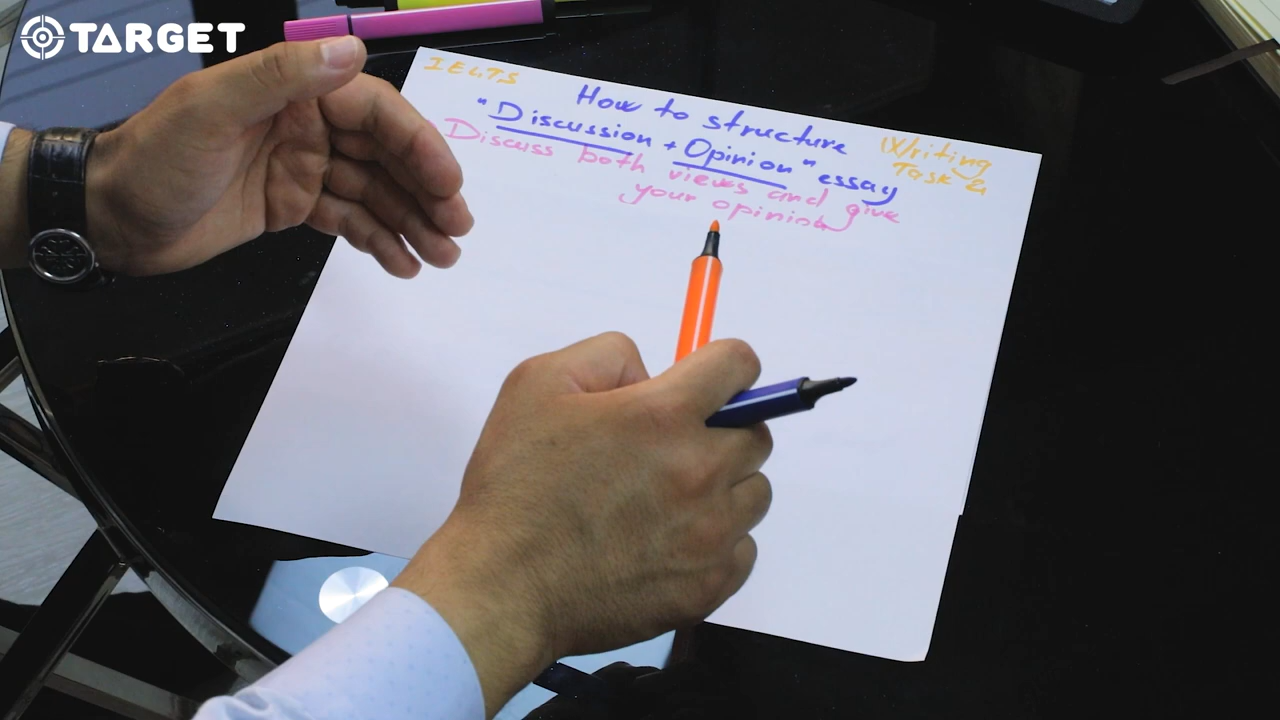 TARGET
IELTS
How to structure
"Discussion + Opinion" essay
Writing
Task 2
Discuss both views and give
your opinion